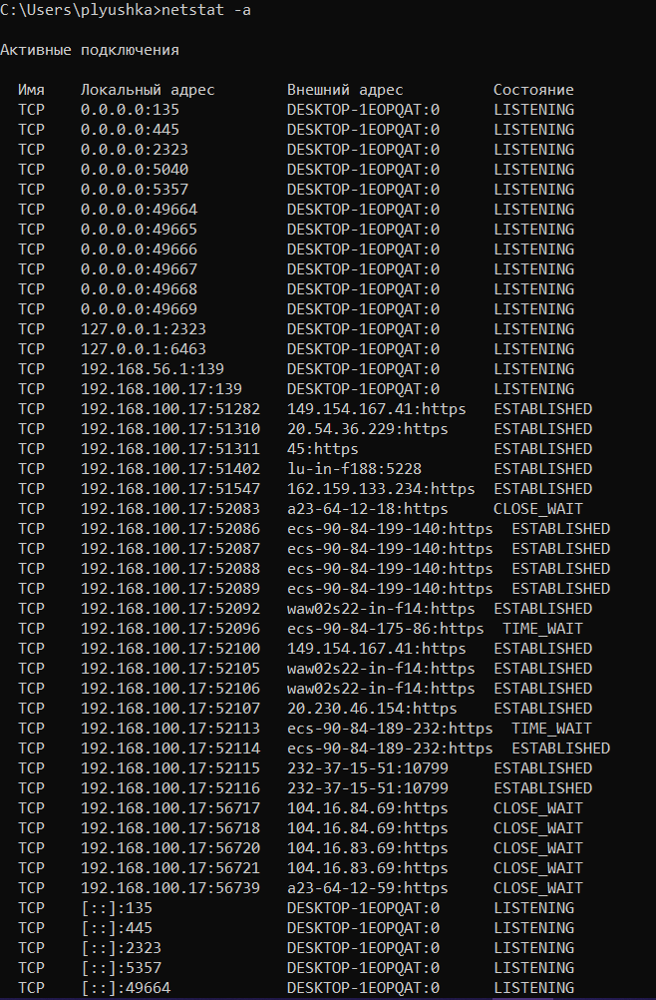 C:\Users\plyushka>netstat -a
Активные подключения
Имя Локальный адрес Внешний адрес Состояние
TCP 0.0.0.0:135 DESKTOP-1EOPQAT:0 LISTENING
TCP 0.0.0.0:445 DESKTOP-1EOPQAT:0 LISTENING
TCP 0.0.0.0:2323 DESKTOP-1EOPQAT:0 LISTENING
TCP 0.0.0.0:5040 DESKTOP-1EOPQAT:0 LISTENING
TCP 0.0.0.0:5357 DESKTOP-1EOPQAT:0 LISTENING
TCP 0.0.0.0:49664 DESKTOP-1EOPQAT:0 LISTENING
TCP 0.0.0.0:49665 DESKTOP-1EOPQAT:0 LISTENING
TCP 0.0.0.0:49666 DESKTOP-1EOPQAT:0 LISTENING
TCP 0.0.0.0:49667 DESKTOP-1EOPQAT:0 LISTENING
TCP 0.0.0.0:49668 DESKTOP-1EOPQAT:0 LISTENING
TCP 0.0.0.0:49669 DESKTOP-1EOPQAT:0 LISTENING
TCP 127.0.0.1:2323 DESKTOP-1EOPQAT:0 LISTENING
TCP 127.0.0.1:6463 DESKTOP-1EOPQAT:0 LISTENING
TCP 192.168.56.1:139 DESKTOP-1EOPQAT:0 LISTENING
TCP 192.168.100.17:139 DESKTOP-1EOPQAT:0 LISTENING
TCP 192.168.100.17:51282 149.154.167.41:https ESTABLISHED
TCP 192.168.100.17:51310 20.54.36.229:https ESTABLISHED
TCP 192.168.100.17:51311 45:https ESTABLISHED
TCP 192.168.100.17:51402 lu-in-f188:5228 ESTABLISHED
TCP 192.168.100.17:51547 162.159.133.234:https ESTABLISHED
TCP 192.168.100.17:52083 a23-64-12-18:https CLOSE_WAIT
TCP 192.168.100.17:52086 ecs-90-84-199-140:https ESTABLISHED
TCP 192.168.100.17:52087 ecs-90-84-199-140:https ESTABLISHED
TCP 192.168.100.17:52088 ecs-90-84-199-140:https ESTABLISHED
TCP 192.168.100.17:52089 ecs-90-84-199-140:https ESTABLISHED
TCP 192.168.100.17:52092 waw02s22-in-f14:https ESTABLISHED
TCP 192.168.100.17:52096 ecs-90-84-175-86:https TIME_WAIT
TCP 192.168.100.17:52100 149.154.167.41:https ESTABLISHED
TCP 192.168.100.17:52105 waw02s22-in-f14:https ESTABLISHED
TCP 192.168.100.17:52106 waw02s22-in-f14:https ESTABLISHED
TCP 192.168.100.17:52107 20.230.46.154:https ESTABLISHED
TCP 192.168.100.17:52113 ecs-90-84-189-232:https TIME_WAIT
TCP 192.168.100.17:52114 ecs-90-84-189-232:https ESTABLISHED
TCP 192.168.100.17:52115 232-37-15-51:10799 ESTABLISHED
TCP 192.168.100.17:52116 232-37-15-51:10799 ESTABLISHED
TCP 192.168.100.17:56717 104.16.84.69:https CLOSE_WAIT
TCP 192.168.100.17:56718 104.16.84.69:https CLOSE_WAIT
TCP 192.168.100.17:56720 104.16.83.69:https CLOSE_WAIT
TCP 192.168.100.17:56721 104.16.83.69:https CLOSE_WAIT
TCP 192.168.100.17:56739 a23-64-12-59:https CLOSE_WAIT
TCP [::]:135 DESKTOP-1EOPQAT:0 LISTENING
TCP [::]:445 DESKTOP-1EOPQAT:0 LISTENING
TCP [::]:2323 DESKTOP-1EOPQAT:0 LISTENING
TCP [::]:5357 DESKTOP-1EOPQAT:0 LISTENING
TCP [::]:49664 DESKTOP-1EOPQAT:0 LISTENING